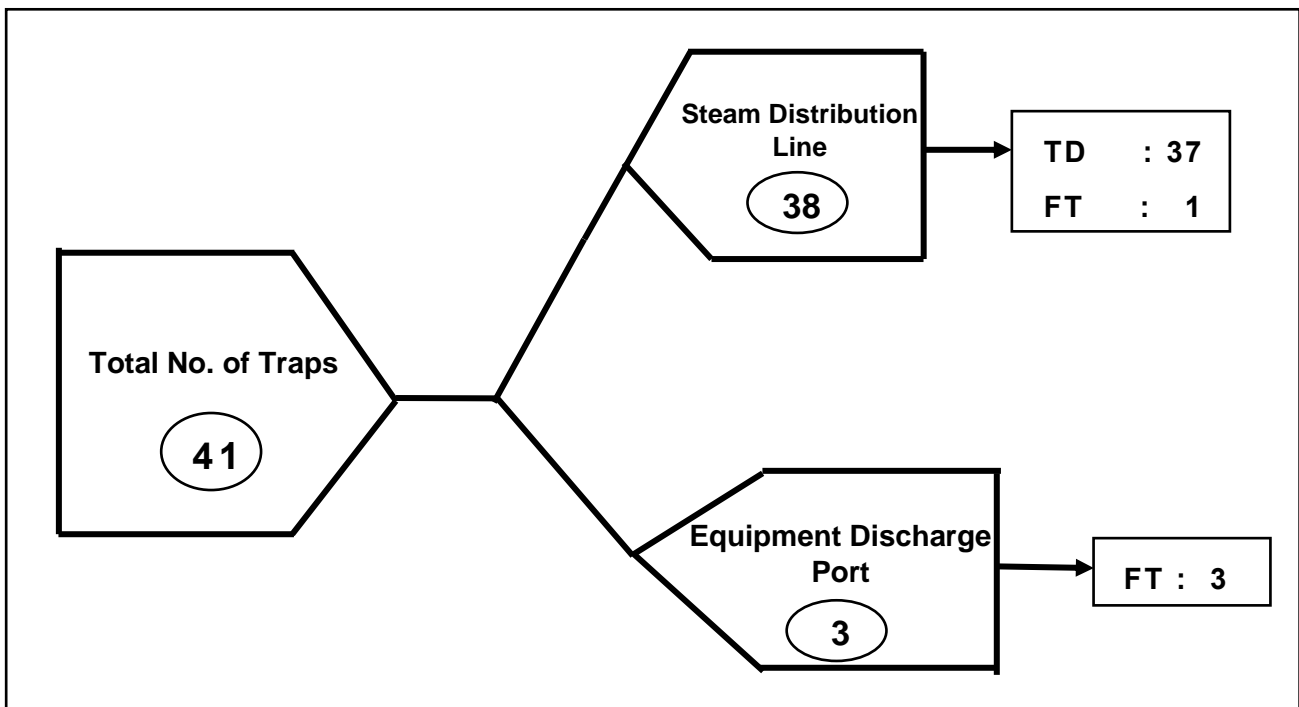 Total No. of Traps
41
Steam Distribution
Line
38
TD : 37
FT : 1
Equipment Discharge
Port
3
FT : 3